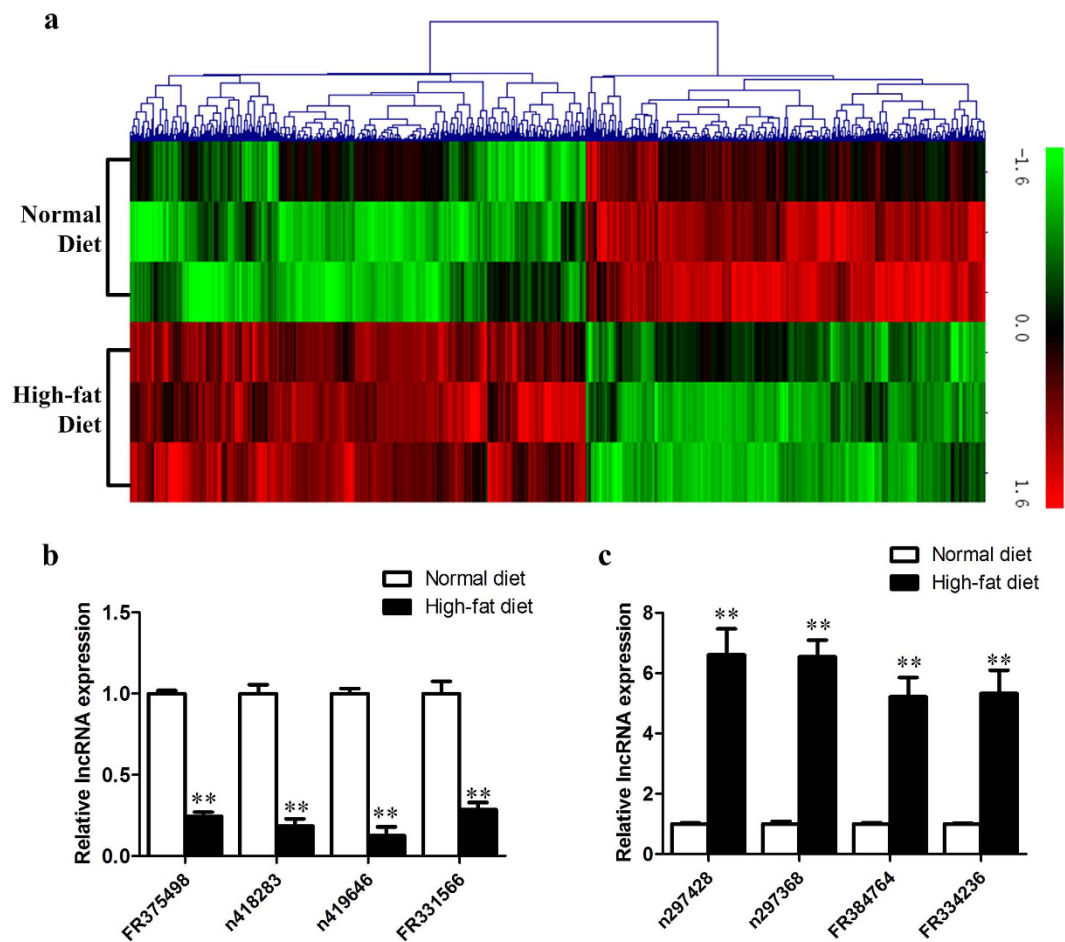 a
Normal
Diet
High-fat
Diet
-1.6
0.0
1.6
b
Normal diet
High-fat diet
Relative lncRNA expression
1.5
1.0
0.5
0.0
**
**
**
**
FR375498
n418283
n419646
FR331566
c
Normal diet
High-fat diet
Relative lncRNA expression
8
6
4
2
0
**
**
**
**
n297428
n297368
FR384764
FR334236